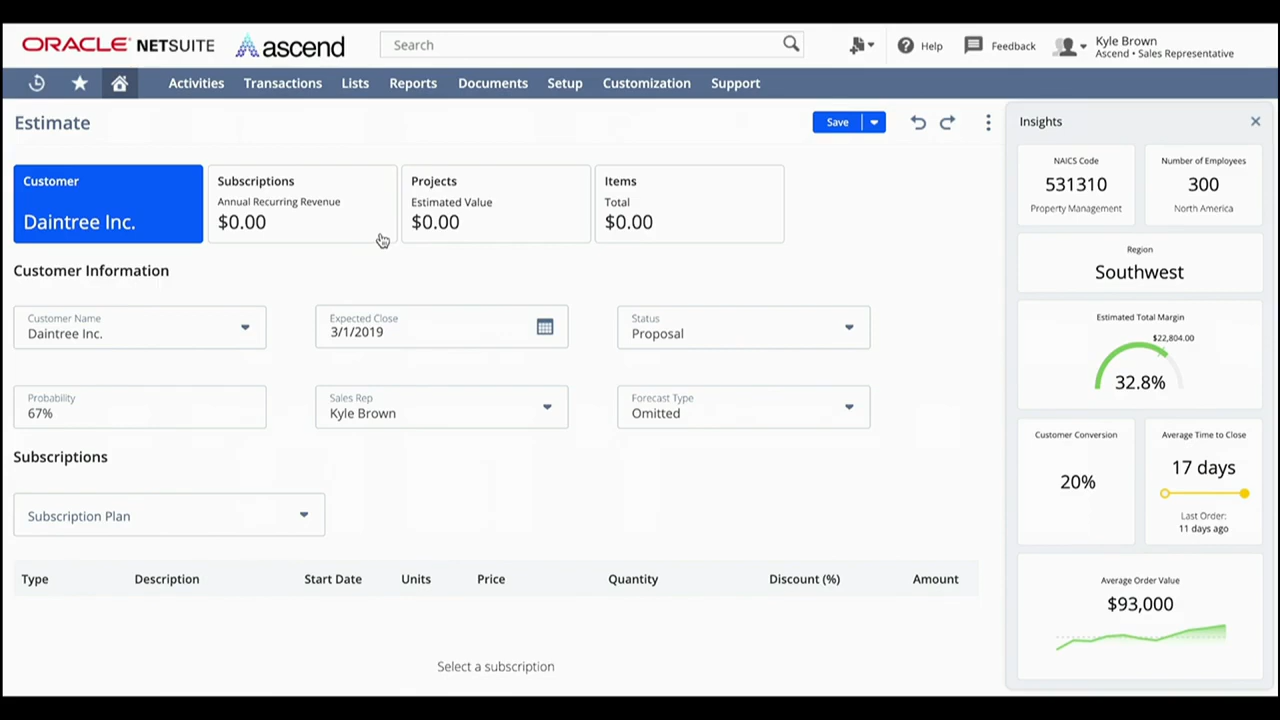 ORACLE NETSUITE ascend
Search
Help
Feedback
Kyle Brown
Ascend • Sales Representative
Activities Transactions Lists Reports Documents Setup Customization Support
Estimate
Save
Customer
Daintree Inc.
Subscriptions
Annual Recurring Revenue
$0.00
Projects
Estimated Value
$0.00
Items
Total
$0.00
Customer Information
Customer Name
Daintree Inc.
Expected Close
3/1/2019
Status
Proposal
Probability
67%
Sales Rep
Kyle Brown
Forecast Type
Omitted
Subscriptions
Subscription Plan
Type Description Start Date Units Price Quantity Discount (%) Amount
Select a subscription
Insights
NAICS Code
531310
Property Management
Number of Employees
300
North America
Region
Southwest
Estimated Total Margin
$22,804.00
32.8%
Customer Conversion
20%
Average Time to Close
17 days
Last Order:
11 days ago
Average Order Value
$93,000